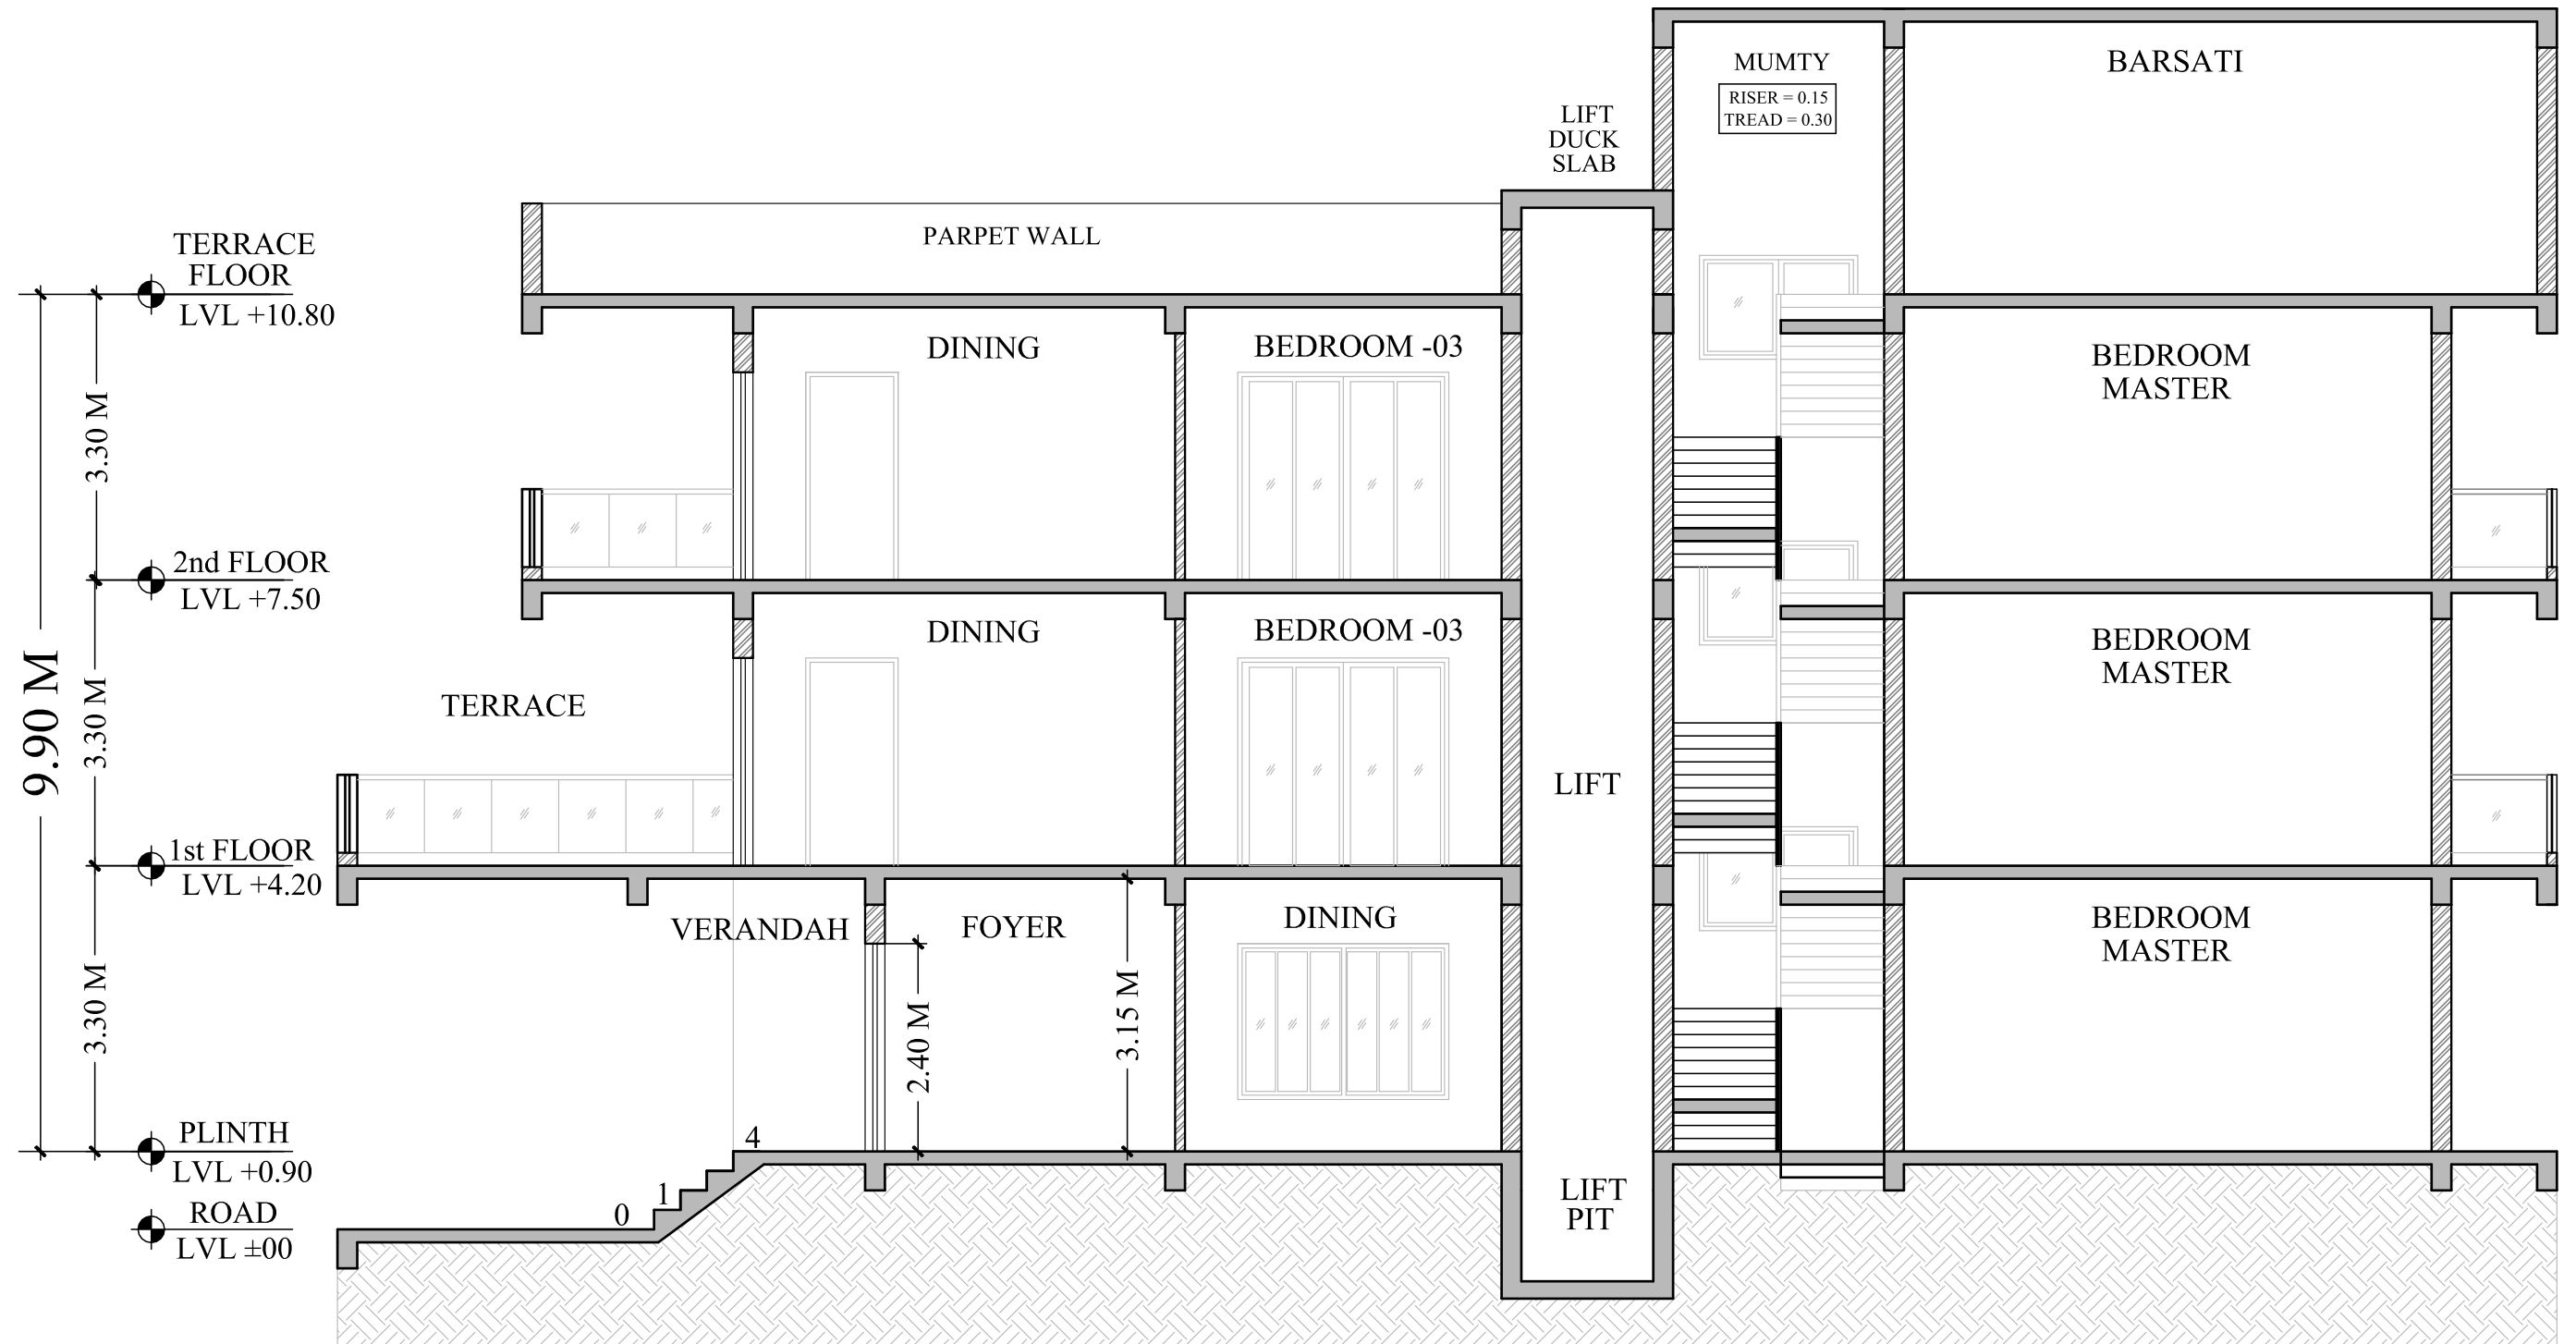 BARSATI
MUMTY
RISER = 0.15
TREAD = 0.30
LIFT
DUCK
SLAB
PARPET WALL
TERRACE
FLOOR
LVL +10.80
DINING
BEDROOM -03
BEDROOM
MASTER
3.30 M
2nd FLOOR
LVL +7.50
DINING
BEDROOM -03
BEDROOM
MASTER
TERRACE
9.90 M
3.30 M
LIFT
1st FLOOR
LVL +4.20
VERANDAH
FOYER
DINING
BEDROOM
MASTER
3.30 M
2.40 M
3.15 M
PLINTH
LVL +0.90
4
1
0
ROAD
LVL ±00
LIFT
PIT